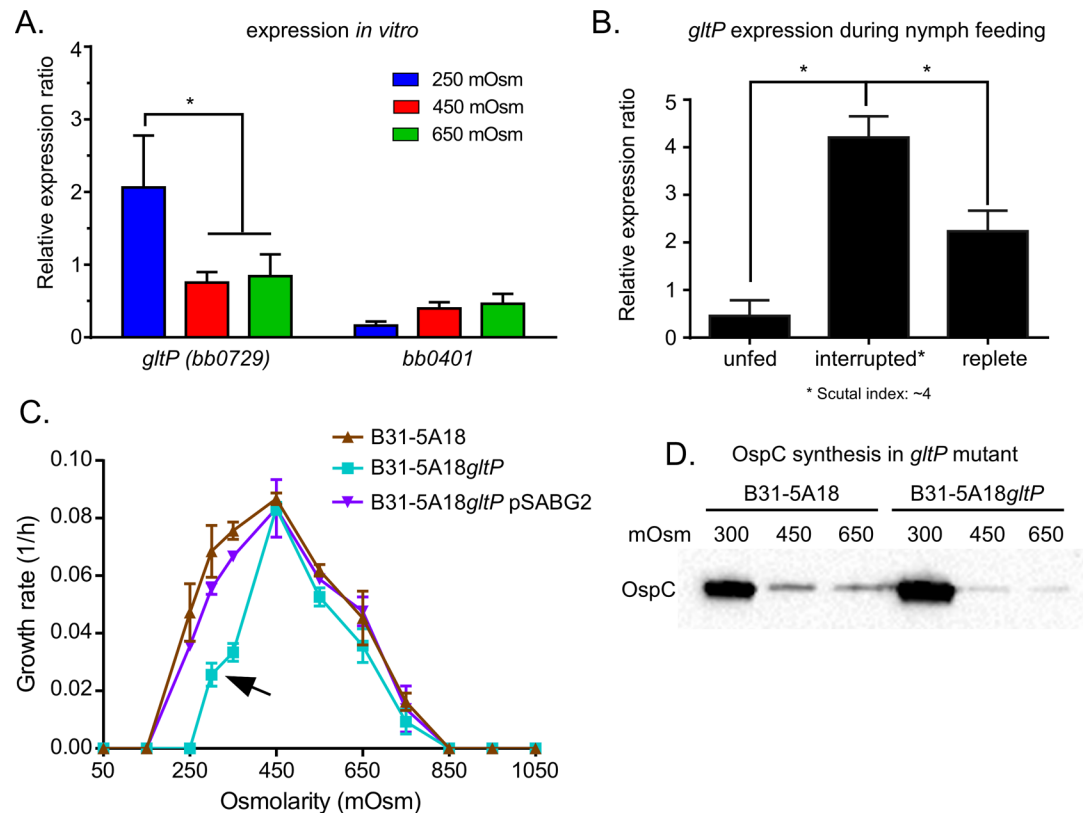 A.
expression in vitro
Relative expression ratio
4
3
2
1
0
*
250 mOsm
450 mOsm
650 mOsm
gltP (bb0729)
bb0401
B.
gltP expression during nymph feeding
Relative expression ratio
* *
5
4
3
2
1
0
unfed interrupted* replete
* Scutal index: ~4
C.
B31-5A18
B31-5A18gltP
B31-5A18gltP pSABG2
Growth rate (1/h)
0.10
0.08
0.06
0.04
0.02
0.00
50 250 450 650 850 1050
Osmolarity (mOsm)
D.
OspC synthesis in gltP mutant
B31-5A18 B31-5A18gltP
mOsm 300 450 650 300 450 650
OspC